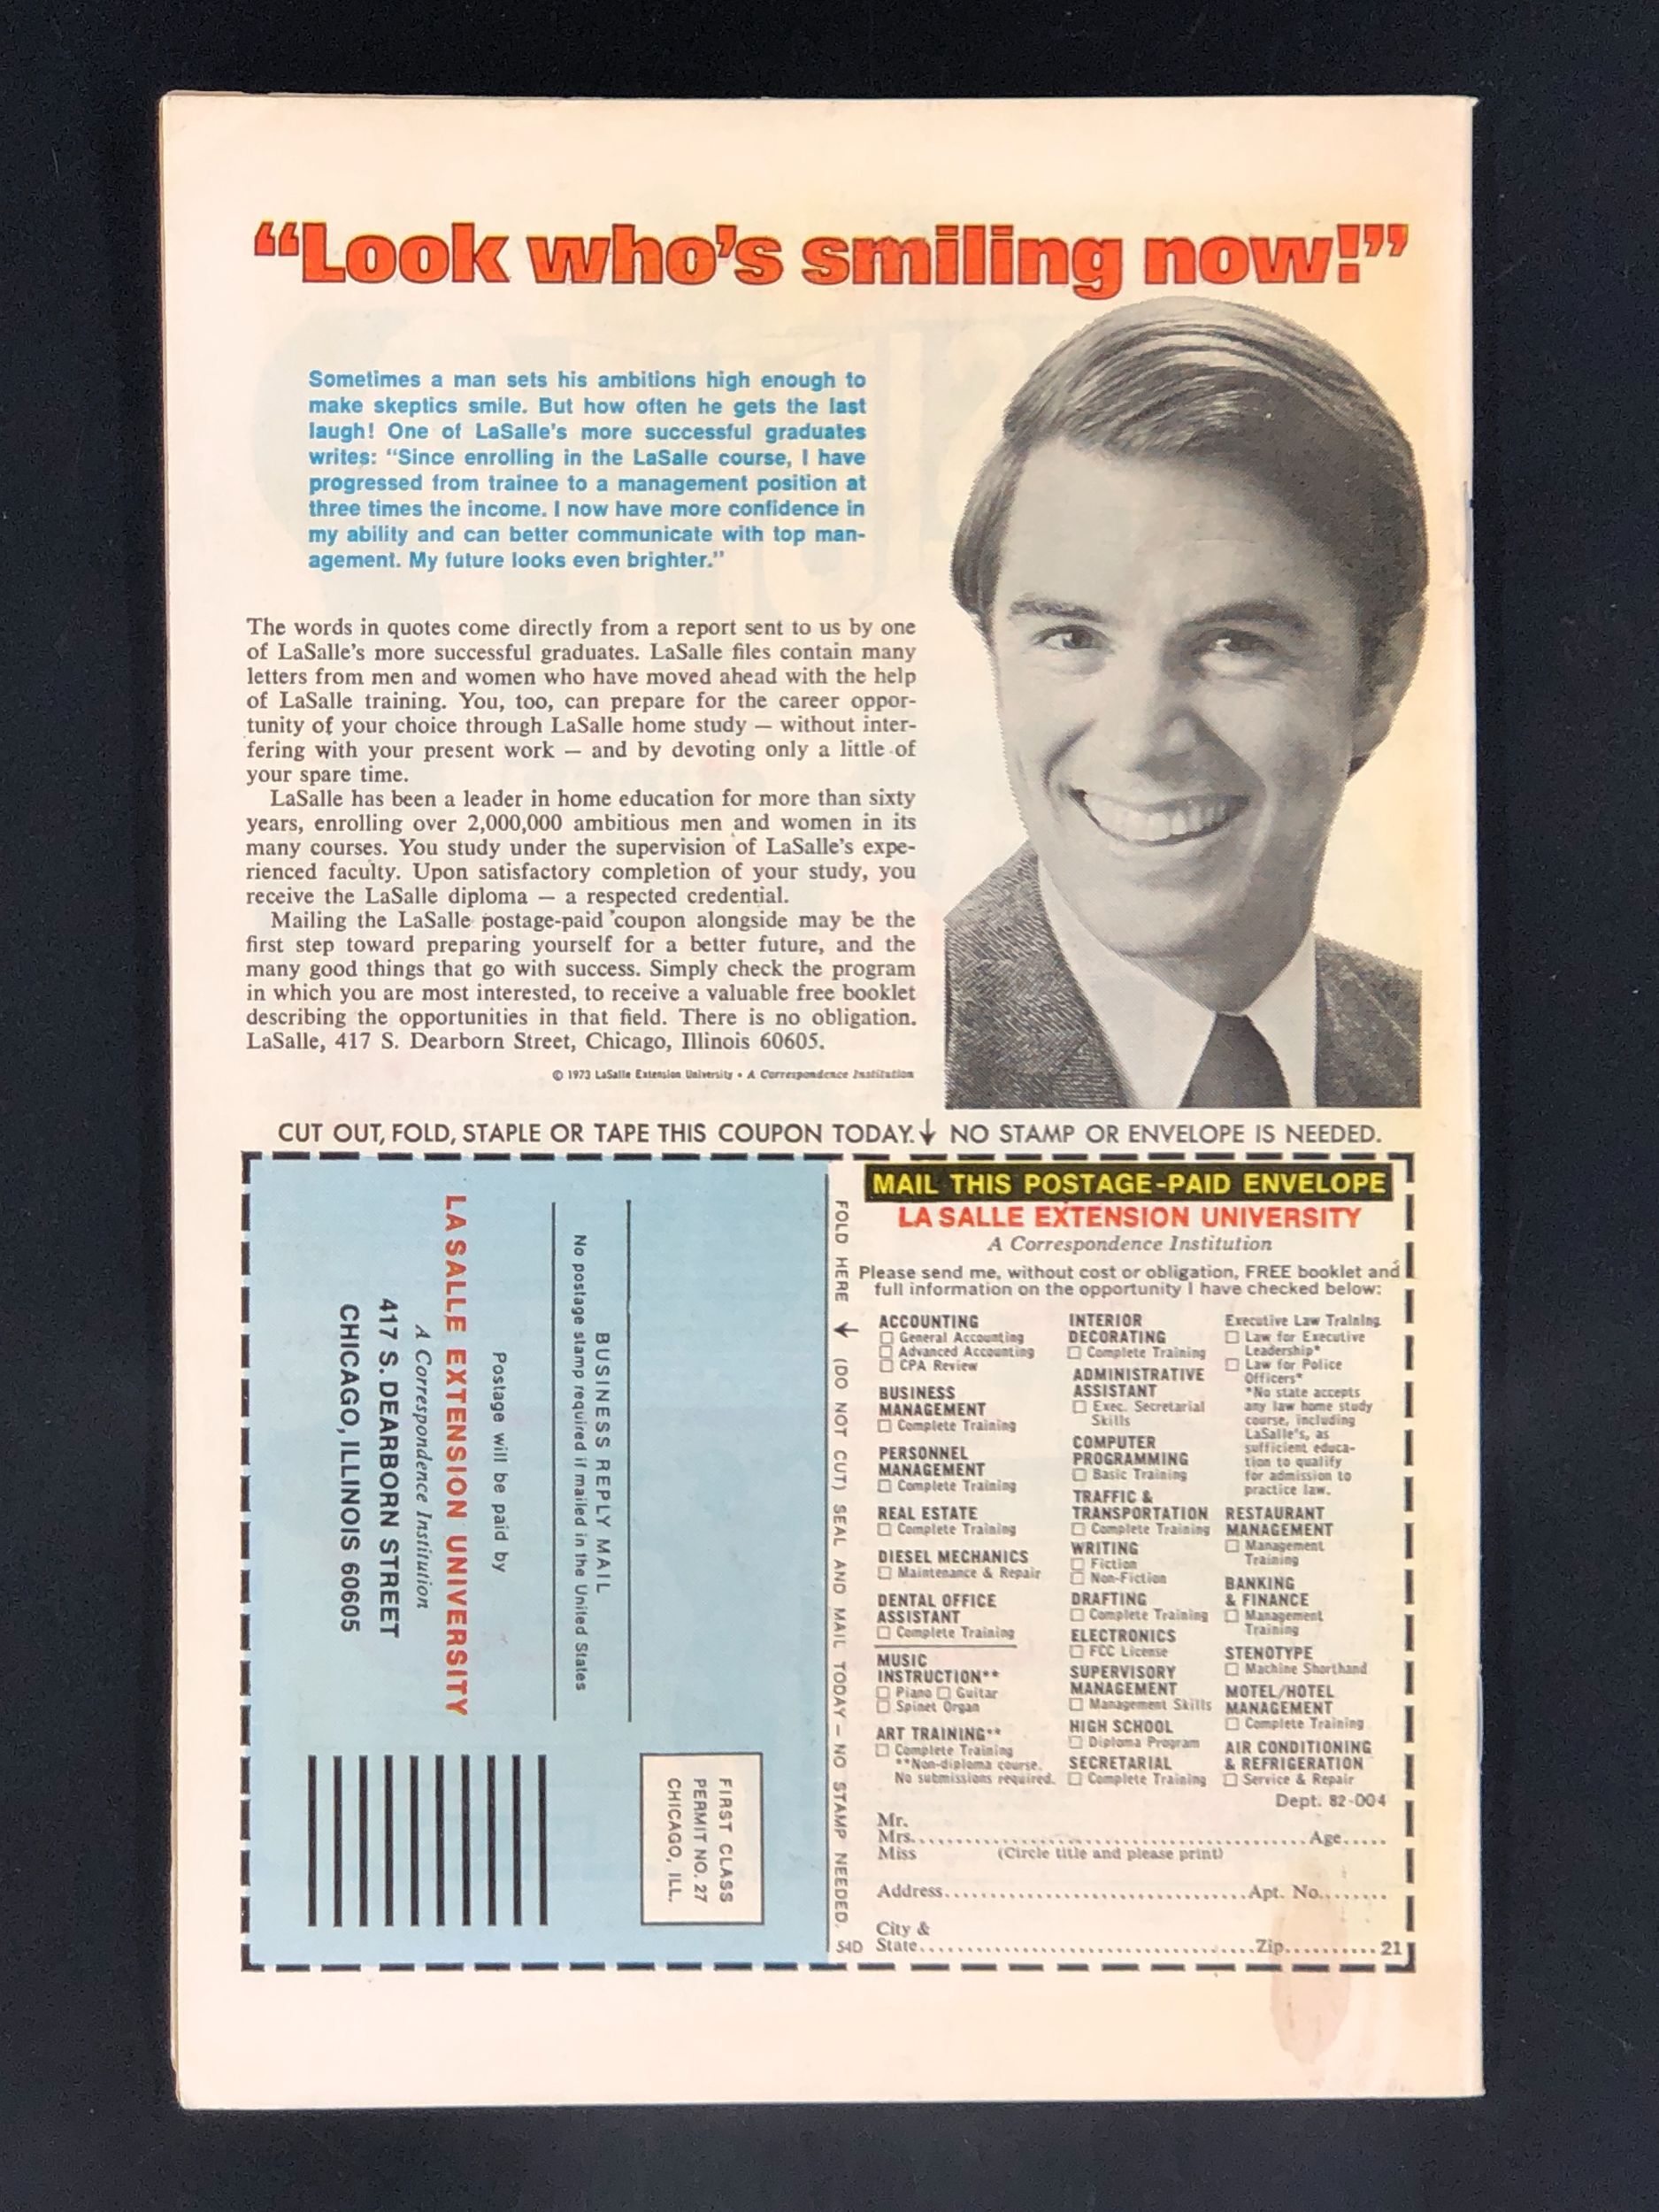 “Look who’s smiling now!”
Sometimes a man sets his ambitions high enough to
make skeptics smile. But how often he gets the last
laugh! One of LaSalle’s more successful graduates
writes: “Since enrolling in the LaSalle course, I have
progressed from trainee to a management position at
three times the income. I now have more confidence in
my ability and can better communicate with top man-
agement. My future looks even brighter.”
The words in quotes come directly from a report sent to us by one
of LaSalle’s more successful graduates. LaSalle files contain many
letters from men and women who have moved ahead with the help
of LaSalle training. You, too, can prepare for the career oppor-
tunity of your choice through LaSalle home study — without inter-
fering with your present work — and by devoting only a little of
your spare time.
LaSalle has been a leader in home education for more than sixty
years, enrolling over 2,000,000 ambitious men and women in its
many courses. You study under the supervision of LaSalle’s expe-
rienced faculty. Upon satisfactory completion of your study, you
receive the LaSalle diploma — a respected credential.
Mailing the LaSalle postage-paid coupon alongside may be the
first step toward preparing yourself for a better future, and the
many good things that go with success. Simply check the program
in which you are most interested, to receive a valuable free booklet
describing the opportunities in that field. There is no obligation.
LaSalle, 417 S. Dearborn Street, Chicago, Illinois 60605.
© 1973 LaSalle Extension University • A Correspondence Institution
CUT OUT, FOLD, STAPLE OR TAPE THIS COUPON TODAY.↓ NO STAMP OR ENVELOPE IS NEEDED.
FIRST CLASS
PERMIT NO. 27
CHICAGO, ILL.
BUSINESS REPLY MAIL
No postage stamp required if mailed in the United States
Postage will be paid by
LA SALLE EXTENSION UNIVERSITY
A Correspondence Institution
417 S. DEARBORN STREET
CHICAGO, ILLINOIS 60605
FOLD HERE ↓ (DO NOT CUT) SEAL AND MAIL TODAY — NO STAMP NEEDED.
MAIL THIS POSTAGE-PAID ENVELOPE
LA SALLE EXTENSION UNIVERSITY
A Correspondence Institution
Please send me, without cost or obligation, FREE booklet and
full information on the opportunity I have checked below:
ACCOUNTING
☐ General Accounting
☐ Advanced Accounting
☐ CPA Review
BUSINESS
MANAGEMENT
☐ Complete Training
PERSONNEL
MANAGEMENT
☐ Complete Training
REAL ESTATE
☐ Complete Training
DIESEL MECHANICS
☐ Maintenance & Repair
DENTAL OFFICE
ASSISTANT
☐ Complete Training
MUSIC
INSTRUCTION**
☐ Piano ☐ Guitar
☐ Spinet Organ
ART TRAINING**
☐ Complete Training
**Non-diploma course.
No submissions required.
INTERIOR
DECORATING
☐ Complete Training
ADMINISTRATIVE
ASSISTANT
☐ Exec. Secretarial
Skills
COMPUTER
PROGRAMMING
☐ Basic Training
TRAFFIC &
TRANSPORTATION
☐ Complete Training
WRITING
☐ Fiction
☐ Non-Fiction
DRAFTING
☐ Complete Training
ELECTRONICS
☐ FCC License
SUPERVISORY
MANAGEMENT
☐ Management Skills
HIGH SCHOOL
☐ Diploma Program
SECRETARIAL
☐ Complete Training
Executive Law Training
☐ Law for Executive
Leadership*
☐ Law for Police
Officers*
*No state accepts
any law home study
course, including
LaSalle’s, as
sufficient educa-
tion to qualify
for admission to
practice law.
RESTAURANT
MANAGEMENT
☐ Management
Training
BANKING
& FINANCE
☐ Management
Training
STENOTYPE
☐ Machine Shorthand
MOTEL/HOTEL
MANAGEMENT
☐ Complete Training
AIR CONDITIONING
& REFRIGERATION
☐ Service & Repair
Dept. 82-004
Mr.
Mrs.......... Age.....
Miss (Circle title and please print)
Address.......... Apt. No.......
City &
54D State.......... Zip.......... 21